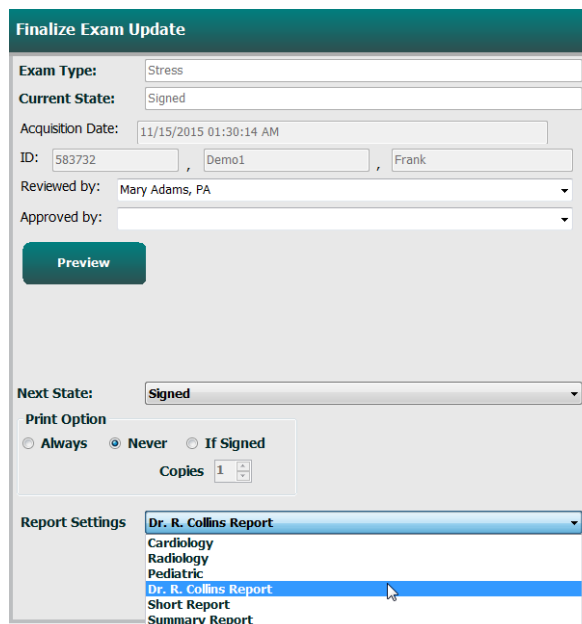 Finalize Exam Update
Exam Type: Stress
Current State: Signed
Acquisition Date: 11/15/2015 01:30:14 AM
ID: 583732 , Demo1 , Frank
Reviewed by: Mary Adams, PA
Approved by:
Preview
Next State: Signed
Print Option
Always Never If Signed
Copies 1
Report Settings Dr. R. Collins Report
Cardiology
Radiology
Pediatric
Dr. R. Collins Report
Short Report
Summary Report